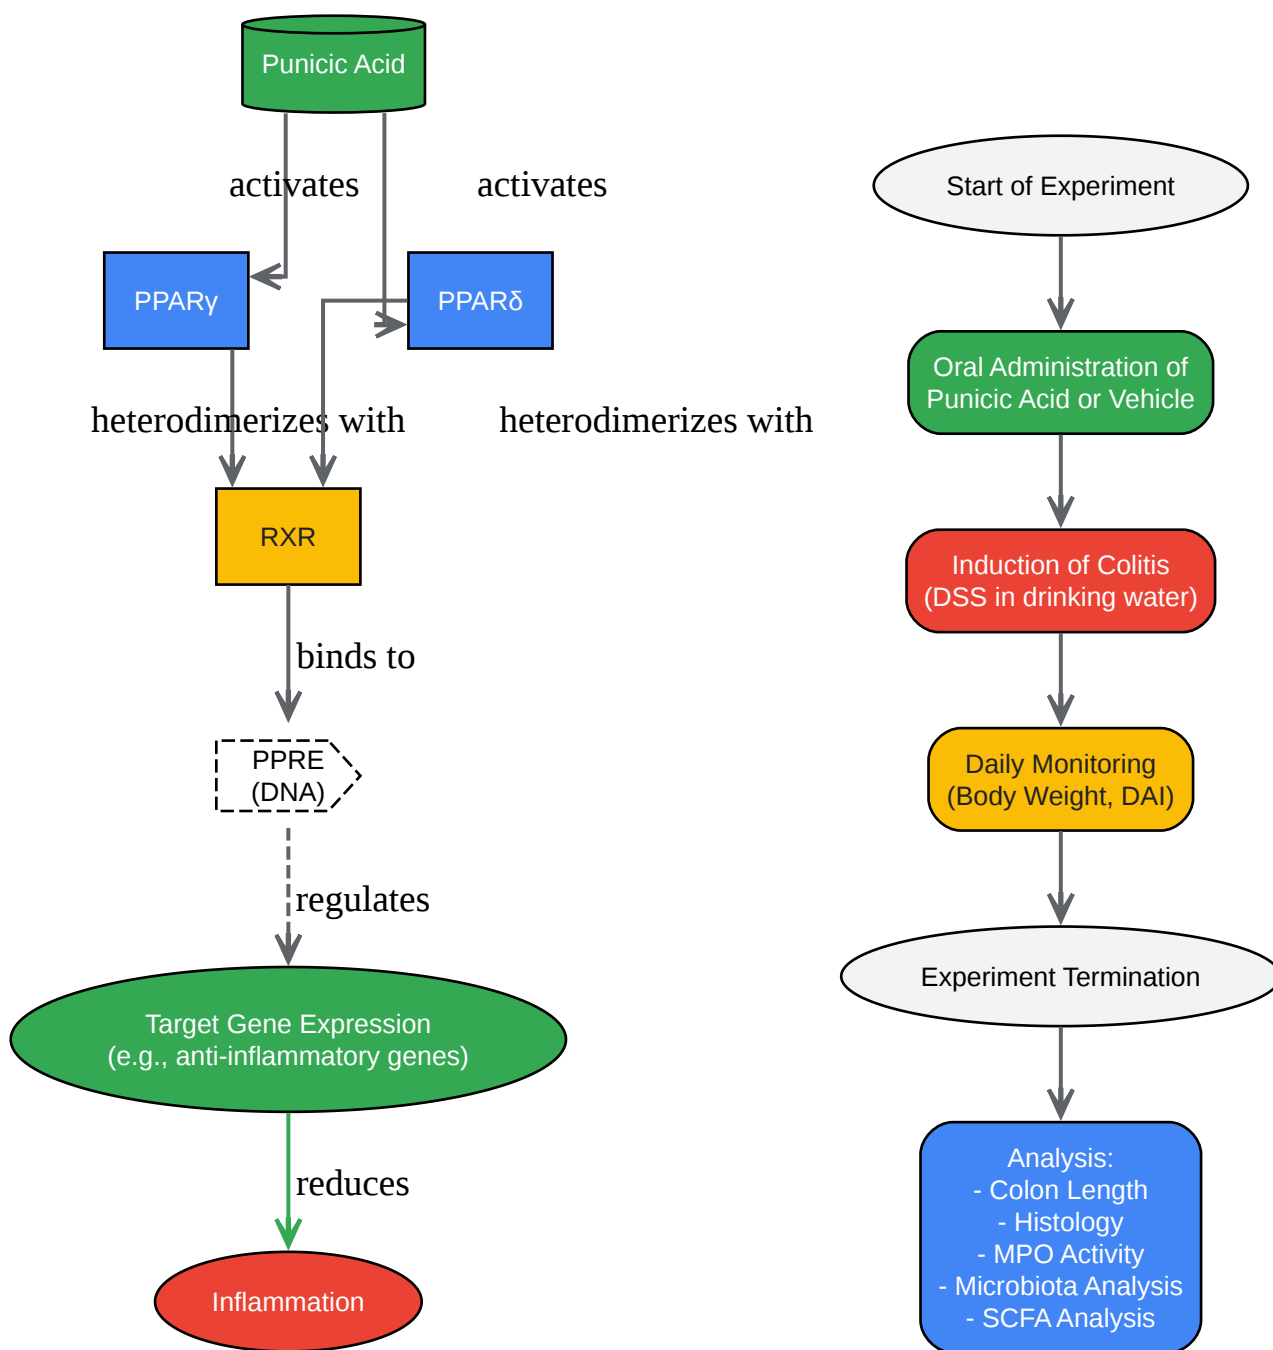 Punicic Acid
activates
activates
PPARγ
PPARδ
heterodimerizes with
heterodimerizes with
RXR
binds to
PPRE
(DNA)
regulates
Target Gene Expression
(e.g., anti-inflammatory genes)
reduces
Inflammation
Start of Experiment
Oral Administration of
Punicic Acid or Vehicle
Induction of Colitis
(DSS in drinking water)
Daily Monitoring
(Body Weight, DAI)
Experiment Termination
Analysis:
- Colon Length
- Histology
- MPO Activity
- Microbiota Analysis
- SCFA Analysis